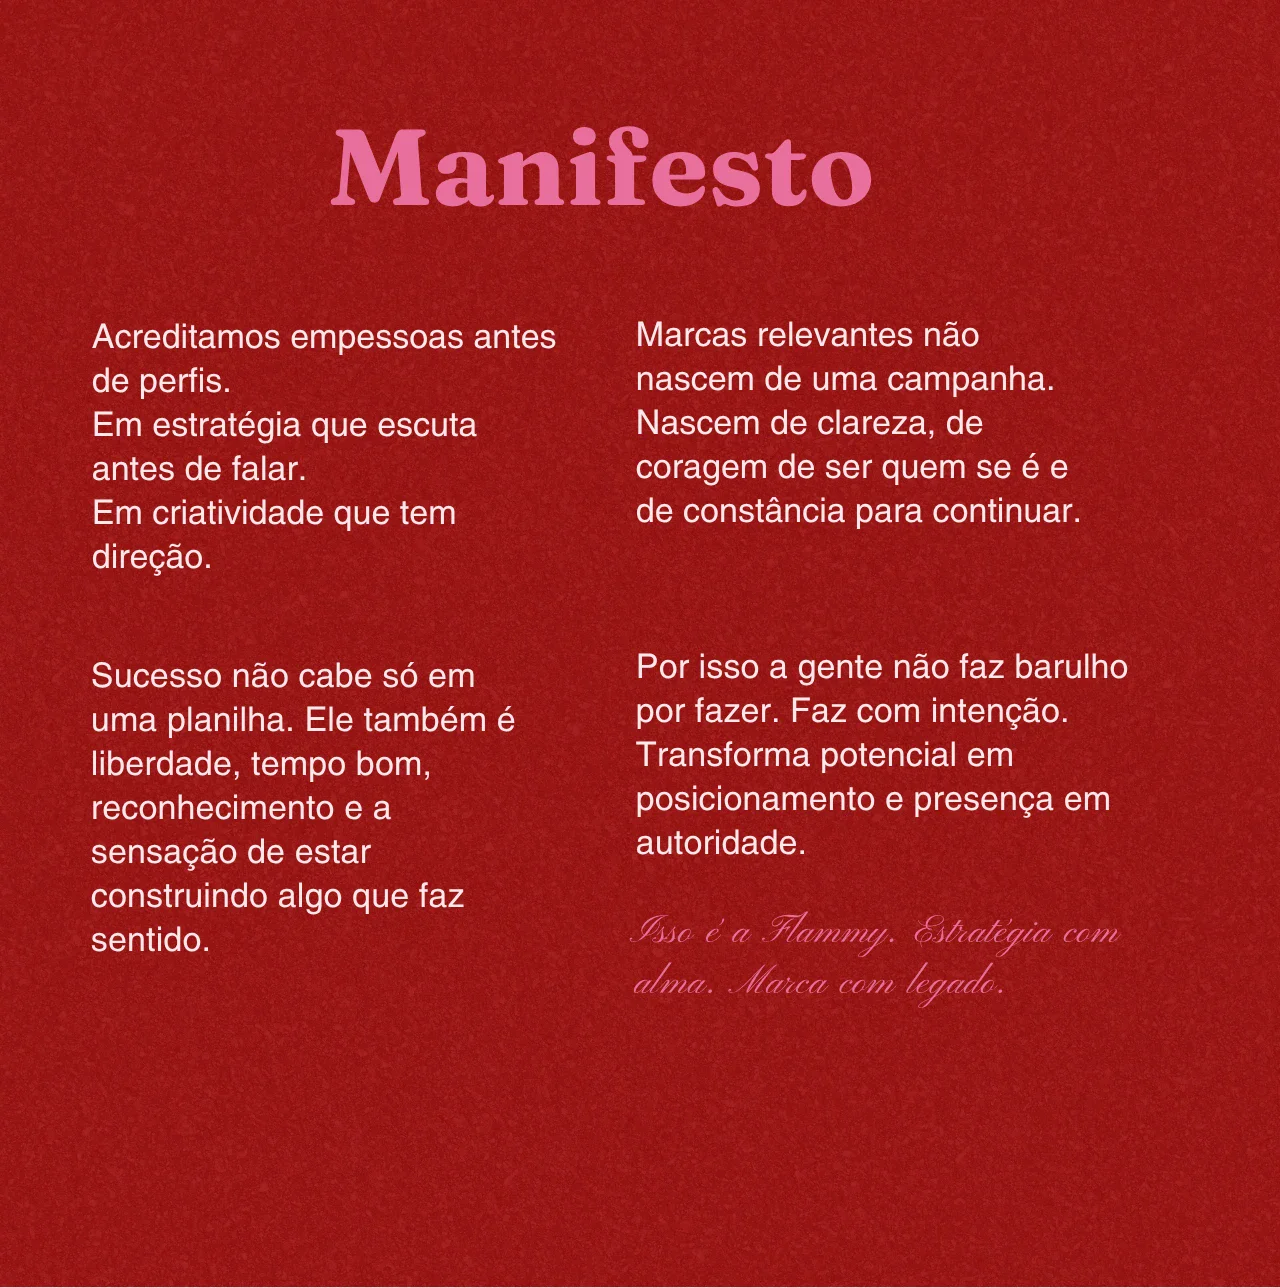 Manifesto
Acreditamos empessoas antes
de perfis.
Em estratégia que escuta
antes de falar.
Em criatividade que tem
direção.
Sucesso não cabe só em
uma planilha. Ele também é
liberdade, tempo bom,
reconhecimento e a
sensação de estar
construindo algo que faz
sentido.
Marcas relevantes não
nascem de uma campanha.
Nascem de clareza, de
coragem de ser quem se é e
de constância para continuar.
Por isso a gente não faz barulho
por fazer. Faz com intenção.
Transforma potencial em
posicionamento e presença em
autoridade.
Isso é a Flammy. Estratégia com
alma. Marca com legado.